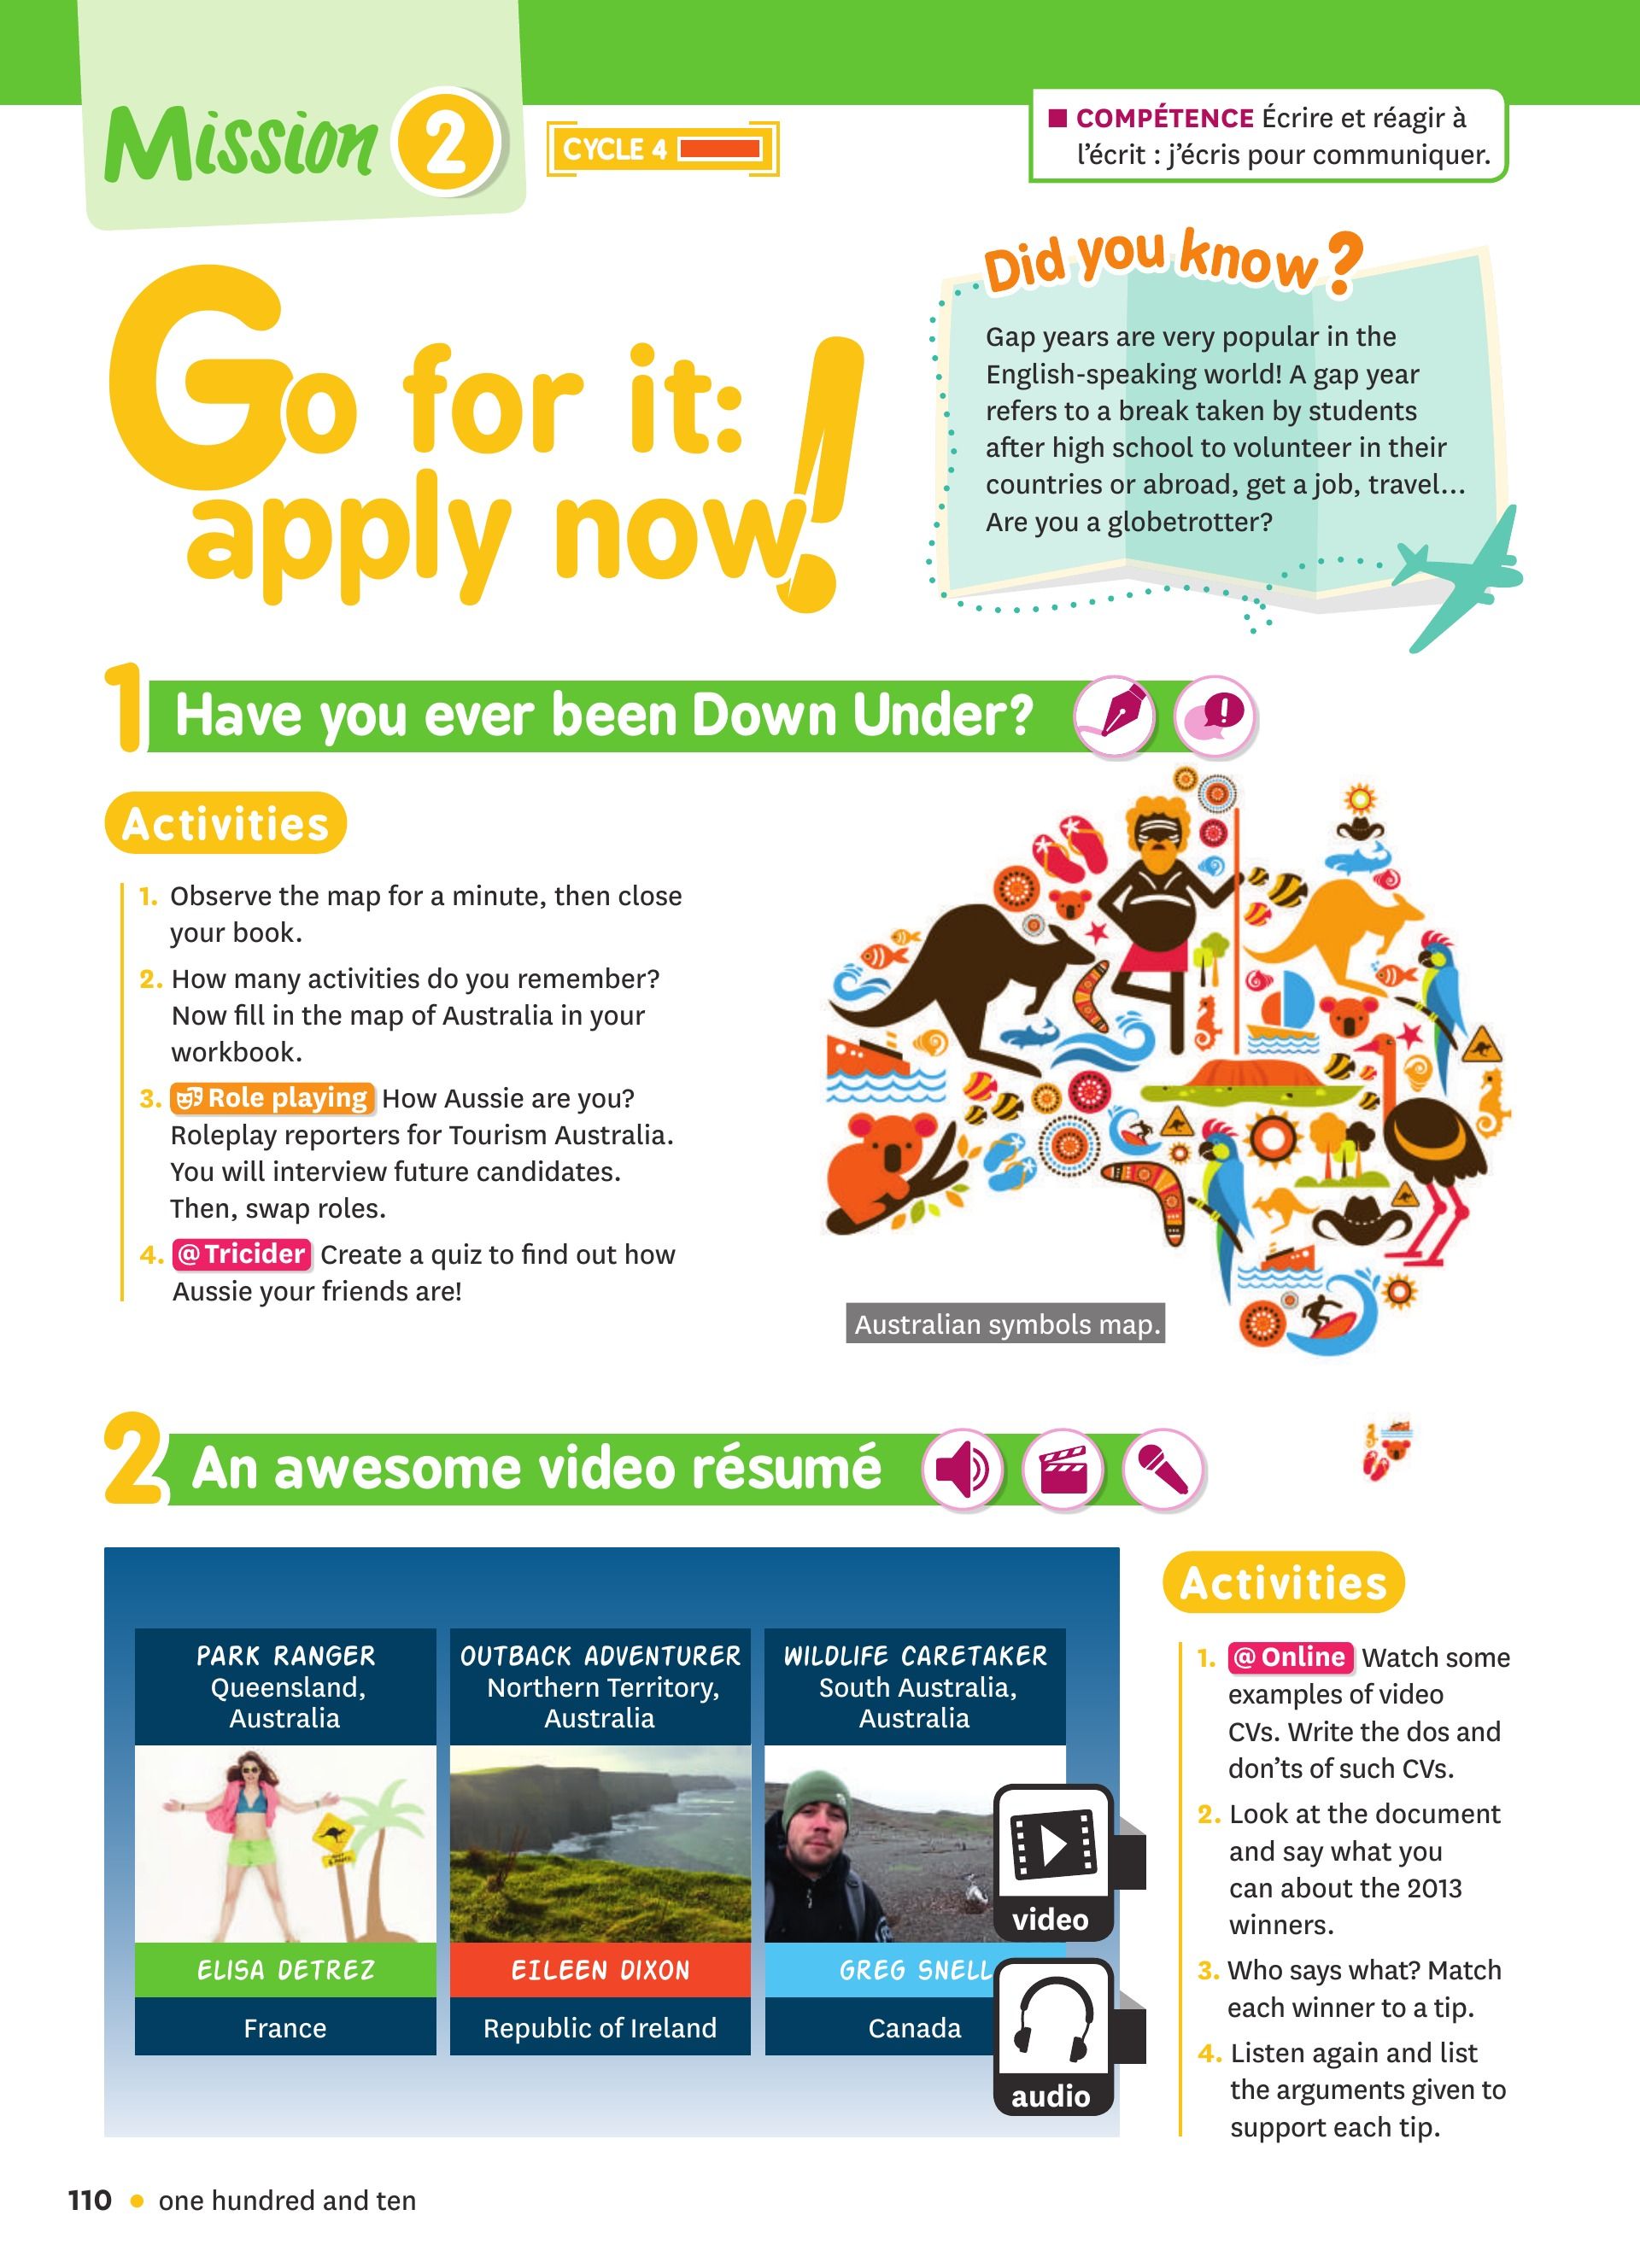 Mission 2
CYCLE 4
■ COMPÉTENCE Écrire et réagir à
l'écrit : j'écris pour communiquer.
Go for it:
apply now!
Did you know?
Gap years are very popular in the
English-speaking world! A gap year
refers to a break taken by students
after high school to volunteer in their
countries or abroad, get a job, travel...
Are you a globetrotter?
1 Have you ever been Down Under?
Activities
1. Observe the map for a minute, then close
your book.
2. How many activities do you remember?
Now fill in the map of Australia in your
workbook.
3. Role playing How Aussie are you?
Roleplay reporters for Tourism Australia.
You will interview future candidates.
Then, swap roles.
4. @Tricider Create a quiz to find out how
Aussie your friends are!
Australian symbols map.
2 An awesome video résumé
PARK RANGER
Queensland,
Australia
ELISA DETREZ
France
OUTBACK ADVENTURER
Northern Territory,
Australia
EILEEN DIXON
Republic of Ireland
WILDLIFE CARETAKER
South Australia,
Australia
GREG SNELL
Canada
video
audio
Activities
1. @Online Watch some
examples of video
CVs. Write the dos and
don'ts of such CVs.
2. Look at the document
and say what you
can about the 2013
winners.
3. Who says what? Match
each winner to a tip.
4. Listen again and list
the arguments given to
support each tip.
110 • one hundred and ten